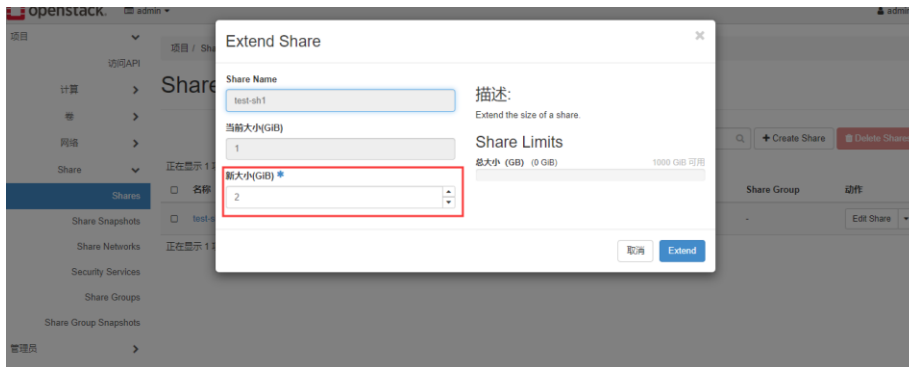 openstack. admin
admin
项目
访问API
计算
卷
网络
Share
Shares
Share Snapshots
Share Networks
Security Services
Share Groups
Share Group Snapshots
管理员
项目 / Sha
Share
+ Create Share
Delete Shares
正在显示 1
名称
Share Group
动作
test-s
-
Edit Share
正在显示 1
Extend Share
×
Share Name
test-sh1
当前大小(GiB)
1
新大小(GiB) *
2
描述:
Extend the size of a share.
Share Limits
总大小 (GB) (0 GiB) 1000 GiB 可用
取消
Extend